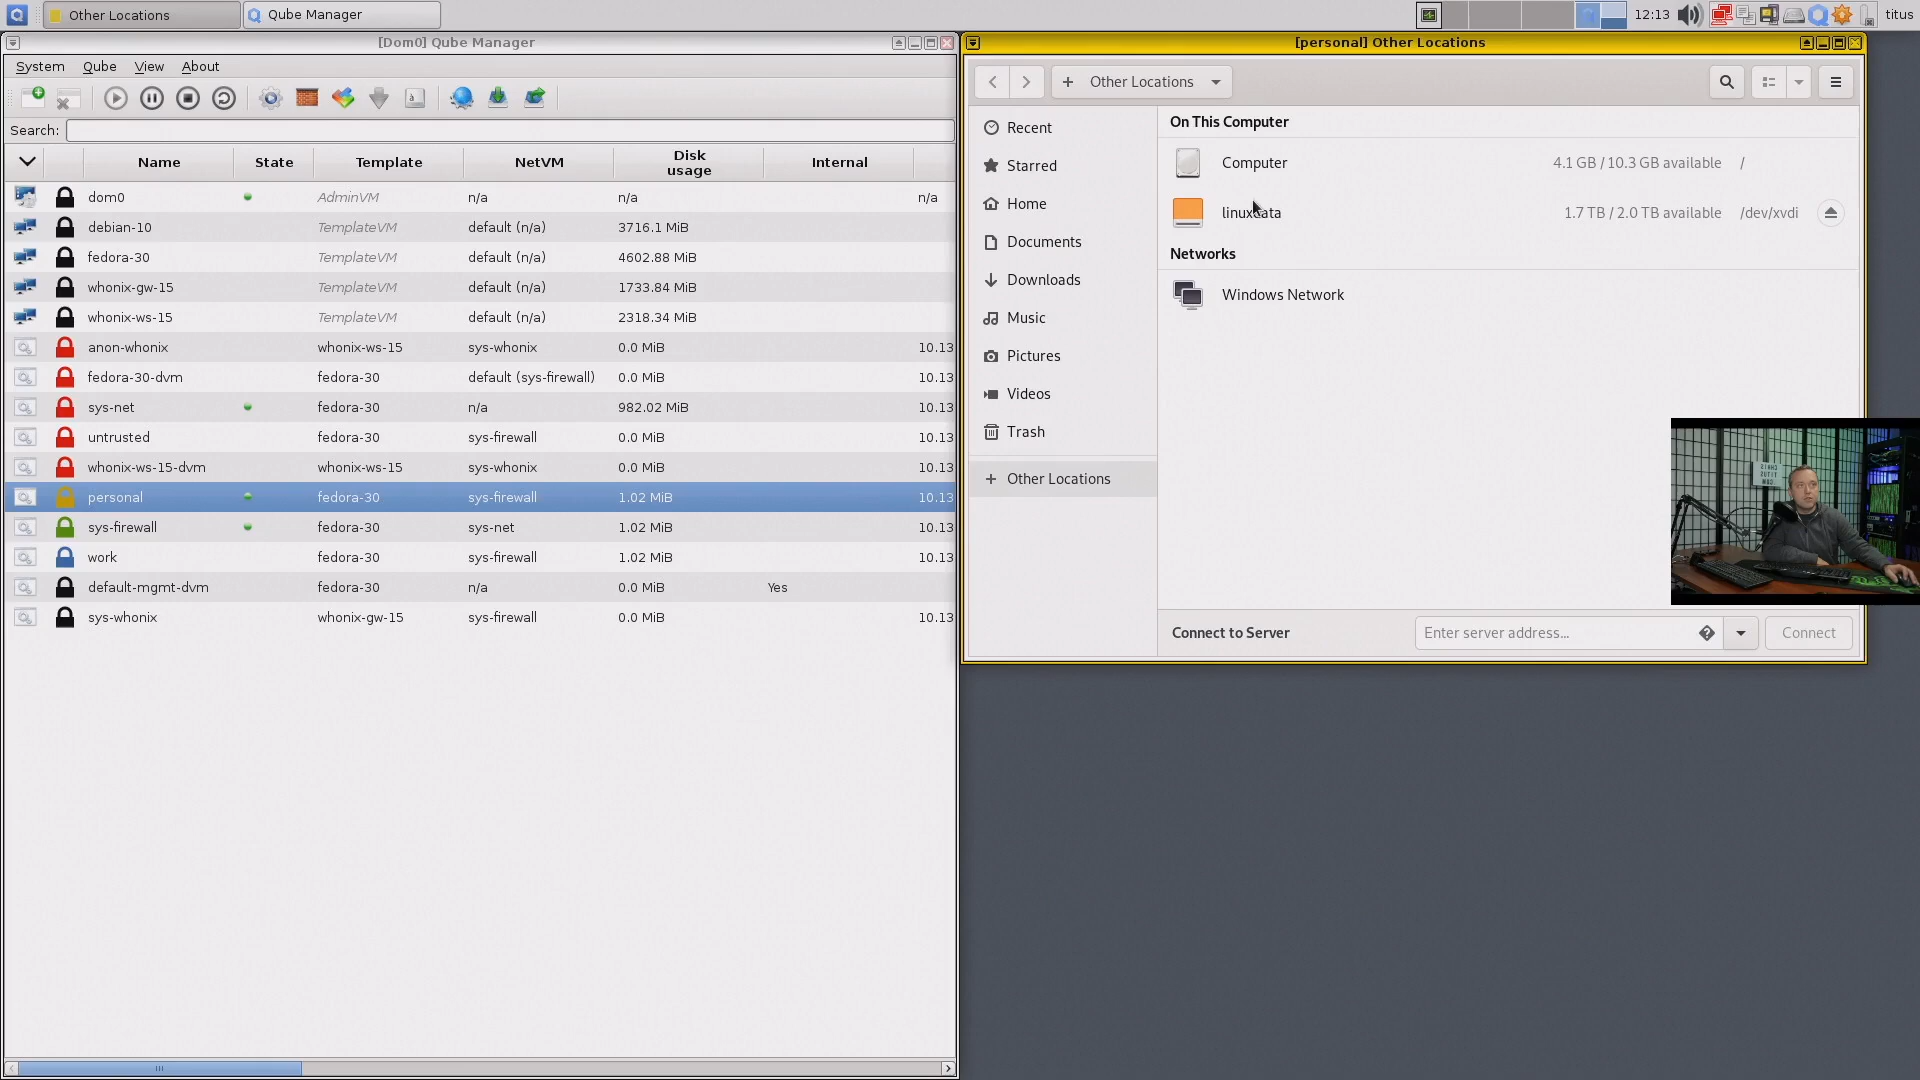 Other Locations
Qube Manager
12:13
titus
[Dom0] Qube Manager
System Qube View About
Search:
Name State Template NetVM Disk usage Internal
dom0 AdminVM n/a n/a n/a
debian-10 TemplateVM default (n/a) 3716.1 MiB
fedora-30 TemplateVM default (n/a) 4602.88 MiB
whonix-gw-15 TemplateVM default (n/a) 1733.84 MiB
whonix-ws-15 TemplateVM default (n/a) 2318.34 MiB
anon-whonix whonix-ws-15 sys-whonix 0.0 MiB 10.13
fedora-30-dvm fedora-30 default (sys-firewall) 0.0 MiB 10.13
sys-net fedora-30 n/a 982.02 MiB 10.13
untrusted fedora-30 sys-firewall 0.0 MiB 10.13
whonix-ws-15-dvm whonix-ws-15 sys-whonix 0.0 MiB 10.13
personal fedora-30 sys-firewall 1.02 MiB 10.13
sys-firewall fedora-30 sys-net 1.02 MiB 10.13
work fedora-30 sys-firewall 1.02 MiB 10.13
default-mgmt-dvm fedora-30 n/a 0.0 MiB Yes
sys-whonix whonix-gw-15 sys-firewall 0.0 MiB 10.13
[personal] Other Locations
+ Other Locations
Recent
Starred
Home
Documents
Downloads
Music
Pictures
Videos
Trash
+ Other Locations
On This Computer
Computer 4.1 GB / 10.3 GB available /
linuxdata 1.7 TB / 2.0 TB available /dev/xvdi
Networks
Windows Network
CHRIS
TITUS
COM
Connect to Server
Enter server address...
Connect